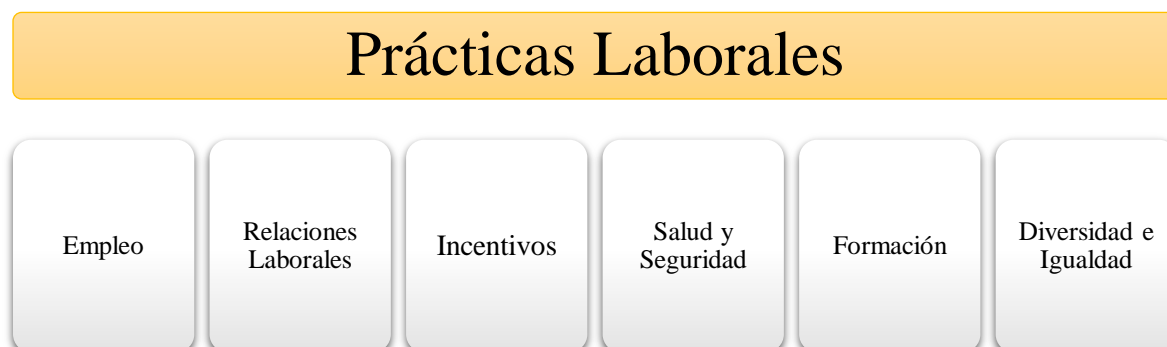 Prácticas Laborales
Empleo
Relaciones
Laborales
Incentivos
Salud y
Seguridad
Formación
Diversidad e
Igualdad